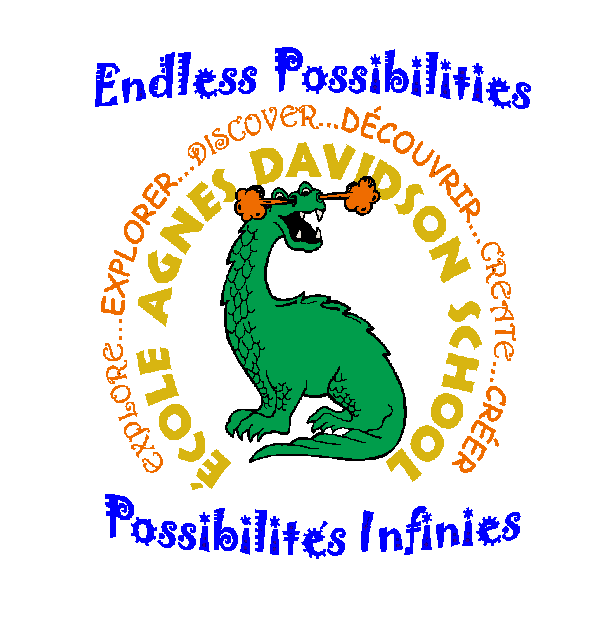 Endless Possibilities
EXPLORE...EXPLORER...DISCOVER...DÉCOUVRIR...CREATE...CRÉER
ÉCOLE AGNES DAVIDSON SCHOOL
Possibilités Infinies